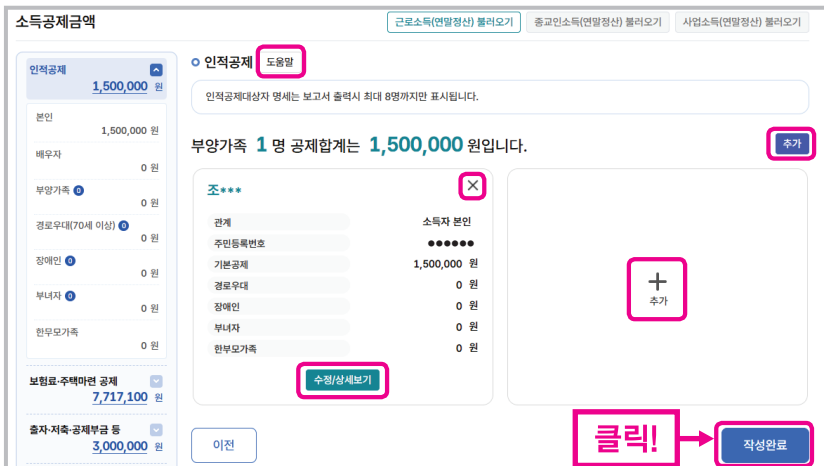 소득공제금액
근로소득(연말정산) 불러오기 종교인소득(연말정산) 불러오기 사업소득(연말정산) 불러오기
인적공제
1,500,000 원
본인
1,500,000 원
배우자
0 원
부양가족 0
0 원
경로우대(70세 이상) 0
0 원
장애인 0
0 원
부녀자 0
0 원
한부모가족
0 원
보험료·주택마련 공제
7,717,100 원
출자·저축·공제부금 등
3,000,000 원
인적공제 도움말
인적공제대상자 명세는 보고서 출력시 최대 8명까지만 표시됩니다.
부양가족 1 명 공제합계는 1,500,000 원입니다.
추가
조***
관계 소득자 본인
주민등록번호 ●●●●●●
기본공제 1,500,000 원
경로우대 0 원
장애인 0 원
부녀자 0 원
한부모가족 0 원
수정/상세보기
추가
이전
클릭!
작성완료